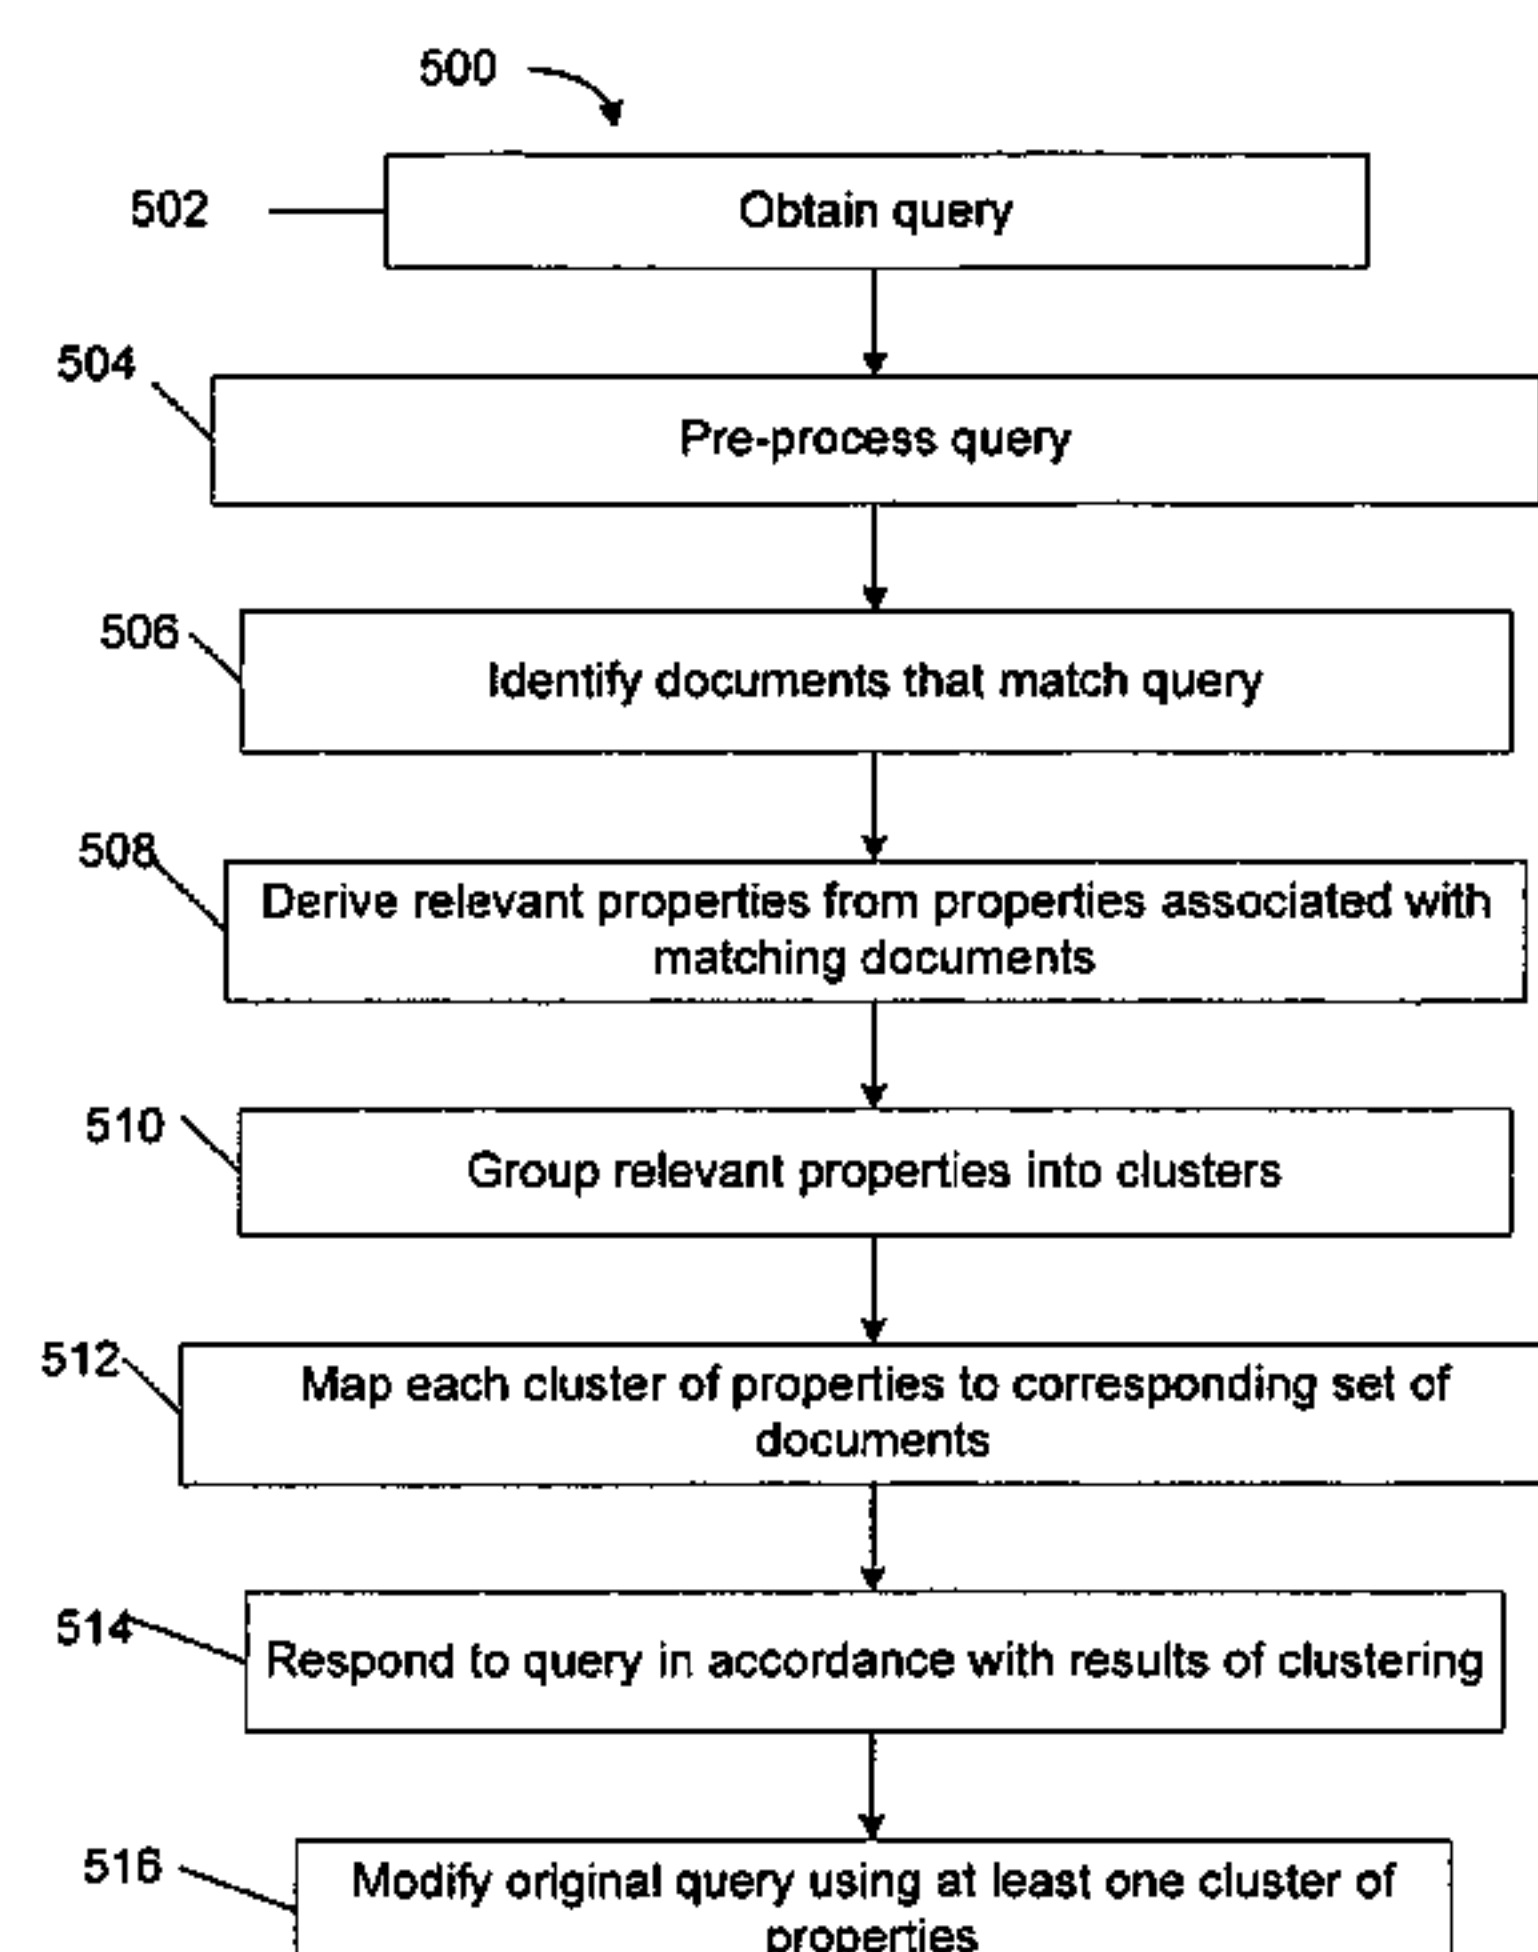 500
502
Obtain query
504
Pre-process query
506
Identify documents that match query
508
Derive relevant properties from properties associated with
matching documents
510
Group relevant properties into clusters
512
Map each cluster of properties to corresponding set of
documents
514
Respond to query in accordance with results of clustering
516
Modify original query using at least one cluster of
properties